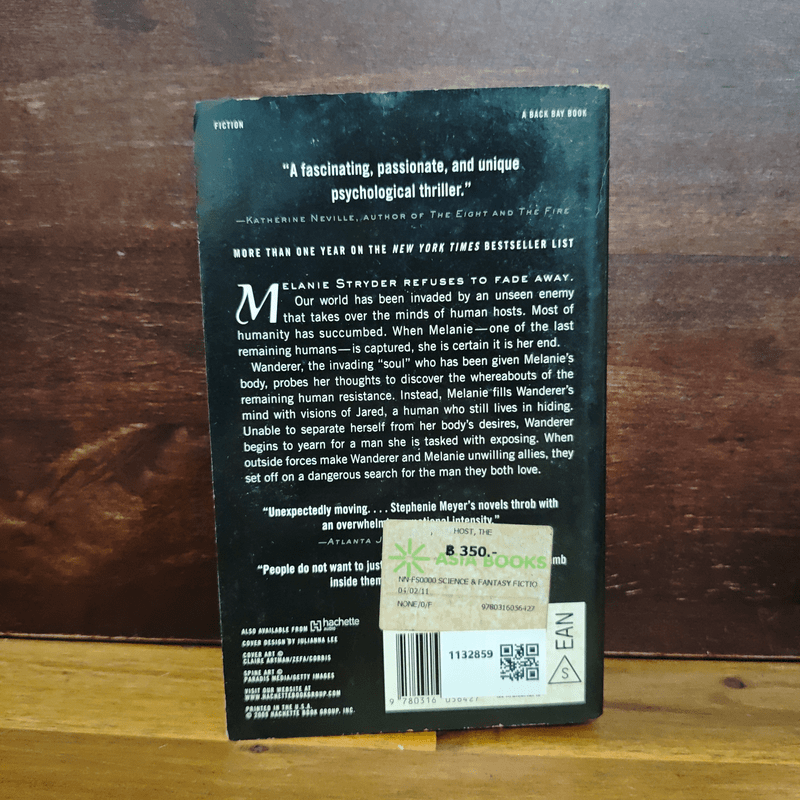 FICTION
A BACK BAY BOOK
"A fascinating, passionate, and unique
psychological thriller."
—KATHERINE NEVILLE, AUTHOR OF THE EIGHT AND THE FIRE
MORE THAN ONE YEAR ON THE NEW YORK TIMES BESTSELLER LIST
MELANIE STRYDER REFUSES TO FADE AWAY.
Our world has been invaded by an unseen enemy
that takes over the minds of human hosts. Most of
humanity has succumbed. When Melanie—one of the last
remaining humans—is captured, she is certain it is her end.
Wanderer, the invading "soul" who has been given Melanie's
body, probes her thoughts to discover the whereabouts of the
remaining human resistance. Instead, Melanie fills Wanderer's
mind with visions of Jared, a human who still lives in hiding.
Unable to separate herself from her body's desires, Wanderer
begins to yearn for a man she is tasked with exposing. When
outside forces make Wanderer and Melanie unwilling allies, they
set off on a dangerous search for the man they both love.
"Unexpectedly moving. . . . Stephenie Meyer's novels throb with
an intensity."
—ATLANTA
"People do not want to just
inside
HOST, THE
฿ 350.-
ASIA BOOKS
NN-FS0000 SCIENCE & FANTASY FICTIO
04/02/11
NONE/0/F 9780316036427
ALSO AVAILABLE FROM hachette AUDIO
COVER DESIGN BY JULIANNA LEE
COVER ART ©
CLAIRE ARTMAN/ZEFA/CORBIS
SPINE ART ©
PARADIS MEDIA/GETTY IMAGES
VISIT OUR WEBSITE AT
WWW.HACHETTEBOOKGROUP.COM
PRINTED IN THE U.S.A.
© 2009 HACHETTE BOOK GROUP, INC.
1132859
EAN
S
9 780316 036427